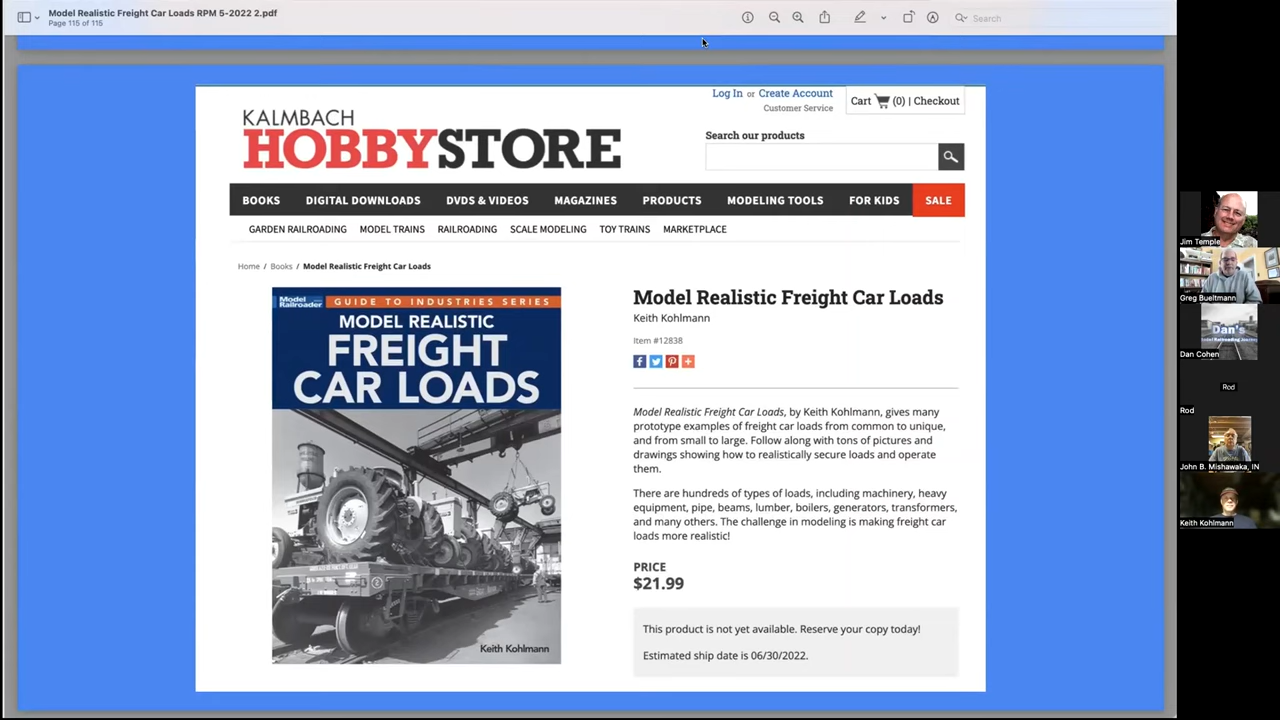 Model Realistic Freight Car Loads RPM 5-2022 2.pdf
Page 115 of 115
Search
Log In or Create Account
Customer Service
Cart (0) | Checkout
KALMBACH
HOBBYSTORE
Search our products
BOOKS DIGITAL DOWNLOADS DVDS & VIDEOS MAGAZINES PRODUCTS MODELING TOOLS FOR KIDS SALE
GARDEN RAILROADING MODEL TRAINS RAILROADING SCALE MODELING TOY TRAINS MARKETPLACE
Home / Books / Model Realistic Freight Car Loads
Model Railroader GUIDE TO INDUSTRIES SERIES
MODEL REALISTIC
FREIGHT
CAR LOADS
Keith Kohlmann
Model Realistic Freight Car Loads
Keith Kohlmann
Item #12838
Model Realistic Freight Car Loads, by Keith Kohlmann, gives many
prototype examples of freight car loads from common to unique,
and from small to large. Follow along with tons of pictures and
drawings showing how to realistically secure loads and operate
them.
There are hundreds of types of loads, including machinery, heavy
equipment, pipe, beams, lumber, boilers, generators, transformers,
and many others. The challenge in modeling is making freight car
loads more realistic!
PRICE
$21.99
This product is not yet available. Reserve your copy today!
Estimated ship date is 06/30/2022.
Jim Temple
Greg Bueltmann
Dan's
Model Railroading
Dan Cohen
Rod
Rod
John B. Mishawaka, IN
Keith Kohlmann